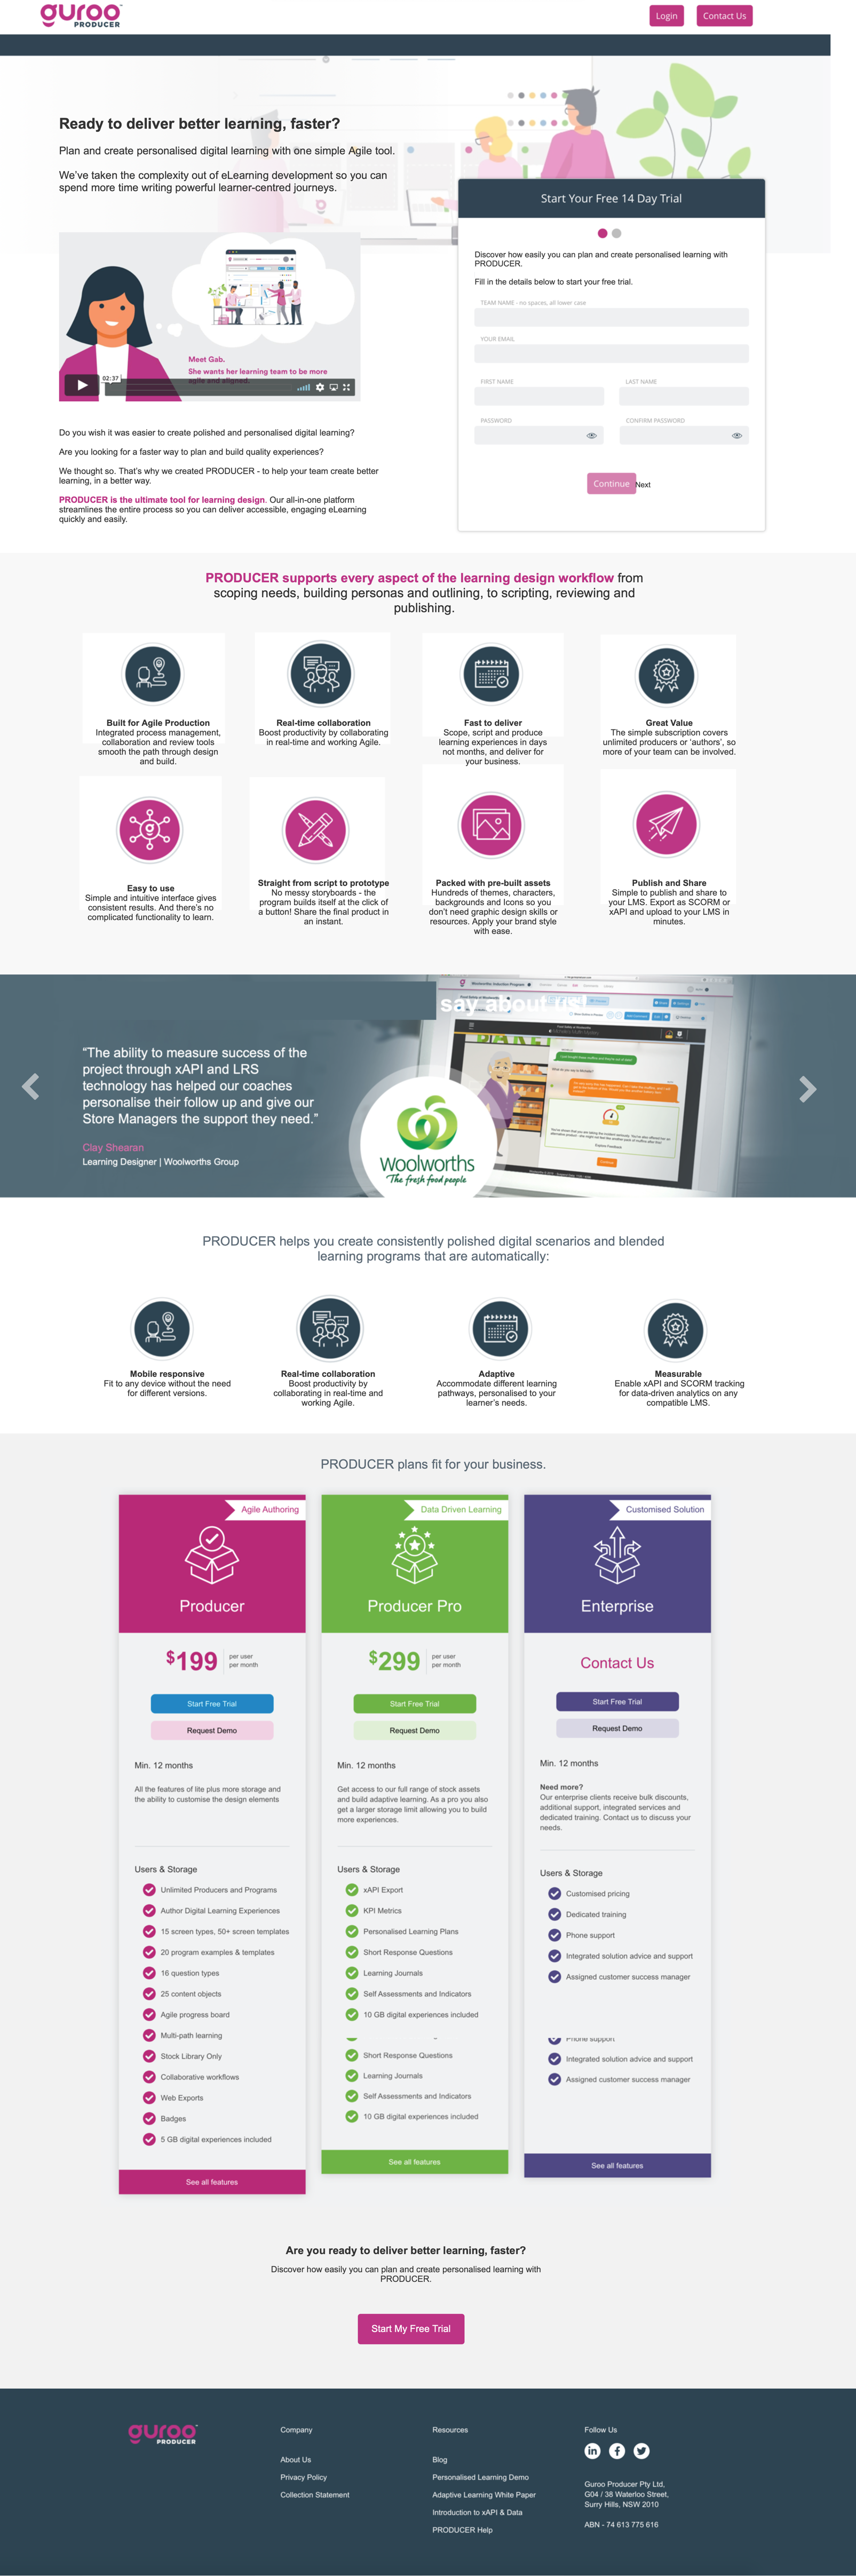 guroo
PRODUCER
Login
Contact Us
Ready to deliver better learning, faster?
Plan and create personalised digital learning with one simple Agile tool.
We've taken the complexity out of eLearning development so you can
spend more time writing powerful learner-centred journeys.
Meet Gab.
She wants her learning team to be more
agile and aligned.
02:37
Do you wish it was easier to create polished and personalised digital learning?
Are you looking for a faster way to plan and build quality experiences?
We thought so. That's why we created PRODUCER - to help your team create better
learning, in a better way.
PRODUCER is the ultimate tool for learning design. Our all-in-one platform
streamlines the entire process so you can deliver accessible, engaging eLearning
quickly and easily.
Start Your Free 14 Day Trial
Discover how easily you can plan and create personalised learning with
PRODUCER.
Fill in the details below to start your free trial.
TEAM NAME - no spaces, all lower case
YOUR EMAIL
FIRST NAME
LAST NAME
PASSWORD
CONFIRM PASSWORD
Continue
Next
PRODUCER supports every aspect of the learning design workflow from
scoping needs, building personas and outlining, to scripting, reviewing and
publishing.
Built for Agile Production
Integrated process management,
collaboration and review tools
smooth the path through design
and build.
Real-time collaboration
Boost productivity by collaborating
in real-time and working Agile.
Fast to deliver
Scope, script and produce
learning experiences in days
not months, and deliver for
your business.
Great Value
The simple subscription covers
unlimited producers or 'authors', so
more of your team can be involved.
Easy to use
Simple and intuitive interface gives
consistent results. And there's no
complicated functionality to learn.
Straight from script to prototype
No messy storyboards - the
program builds itself at the click of
a button! Share the final product in
an instant.
Packed with pre-built assets
Hundreds of themes, characters,
backgrounds and Icons so you
don't need graphic design skills or
resources. Apply your brand style
with ease.
Publish and Share
Simple to publish and share to
your LMS. Export as SCORM or
xAPI and upload to your LMS in
minutes.
say about us!
"The ability to measure success of the
project through xAPI and LRS
technology has helped our coaches
personalise their follow up and give our
Store Managers the support they need."
Clay Shearan
Learning Designer | Woolworths Group
Woolworths
The fresh food people
PRODUCER helps you create consistently polished digital scenarios and blended
learning programs that are automatically:
Mobile responsive
Fit to any device without the need
for different versions.
Real-time collaboration
Boost productivity by
collaborating in real-time and
working Agile.
Adaptive
Accommodate different learning
pathways, personalised to your
learner's needs.
Measurable
Enable xAPI and SCORM tracking
for data-driven analytics on any
compatible LMS.
PRODUCER plans fit for your business.
Agile Authoring
Producer
$199 per user
per month
Start Free Trial
Request Demo
Min. 12 months
All the features of lite plus more storage and
the ability to customise the design elements
Users & Storage
Unlimited Producers and Programs
Author Digital Learning Experiences
15 screen types, 50+ screen templates
20 program examples & templates
16 question types
25 content objects
Agile progress board
Multi-path learning
Stock Library Only
Collaborative workflows
Web Exports
Badges
5 GB digital experiences included
See all features
Data Driven Learning
Producer Pro
$299 per user
per month
Start Free Trial
Request Demo
Min. 12 months
Get access to our full range of stock assets
and build adaptive learning. As a pro you also
get a larger storage limit allowing you to build
more experiences.
Users & Storage
xAPI Export
KPI Metrics
Personalised Learning Plans
Short Response Questions
Learning Journals
Self Assessments and Indicators
10 GB digital experiences included
Short Response Questions
Learning Journals
Self Assessments and Indicators
10 GB digital experiences included
See all features
Customised Solution
Enterprise
Contact Us
Start Free Trial
Request Demo
Min. 12 months
Need more?
Our enterprise clients receive bulk discounts,
additional support, integrated services and
dedicated training. Contact us to discuss your
needs.
Users & Storage
Customised pricing
Dedicated training
Phone support
Integrated solution advice and support
Assigned customer success manager
Phone support
Integrated solution advice and support
Assigned customer success manager
See all features
Are you ready to deliver better learning, faster?
Discover how easily you can plan and create personalised learning with
PRODUCER.
Start My Free Trial
guroo
PRODUCER
Company
About Us
Privacy Policy
Collection Statement
Resources
Blog
Personalised Learning Demo
Adaptive Learning White Paper
Introduction to xAPI & Data
PRODUCER Help
Follow Us
Guroo Producer Pty Ltd,
G04 / 38 Waterloo Street,
Surry Hills, NSW 2010
ABN - 74 613 775 616